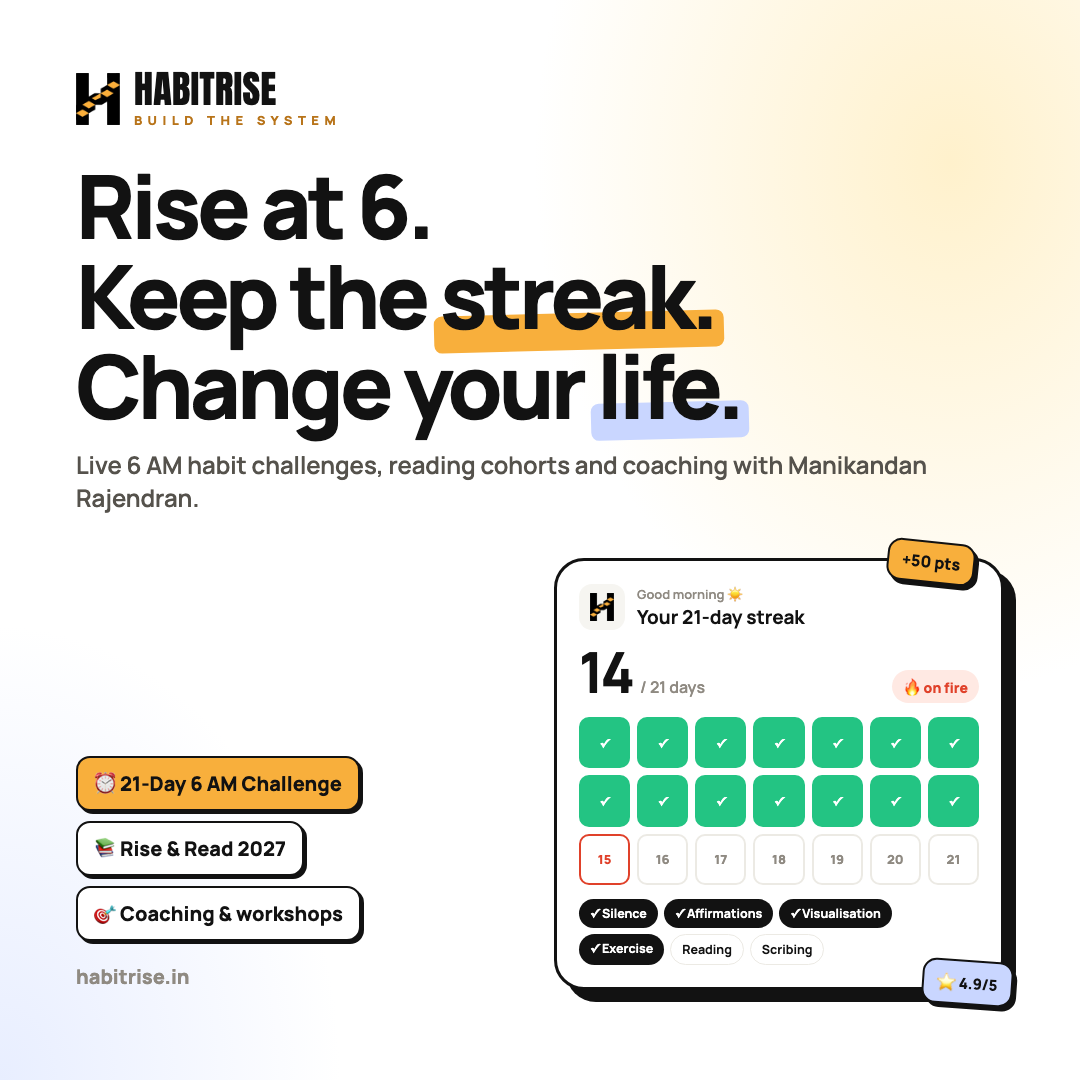 HABITRISE
BUILD THE SYSTEM
Rise at 6.
Keep the streak.
Change your life.
Live 6 AM habit challenges, reading cohorts and coaching with Manikandan
Rajendran.
+50 pts
Good morning ☀️
Your 21-day streak
14 / 21 days
🔥 on fire
✓ ✓ ✓ ✓ ✓ ✓ ✓
✓ ✓ ✓ ✓ ✓ ✓ ✓
15 16 17 18 19 20 21
✓Silence ✓Affirmations ✓Visualisation
✓Exercise Reading Scribing
⭐ 4.9/5
⏰ 21-Day 6 AM Challenge
📚 Rise & Read 2027
🎯 Coaching & workshops
habitrise.in